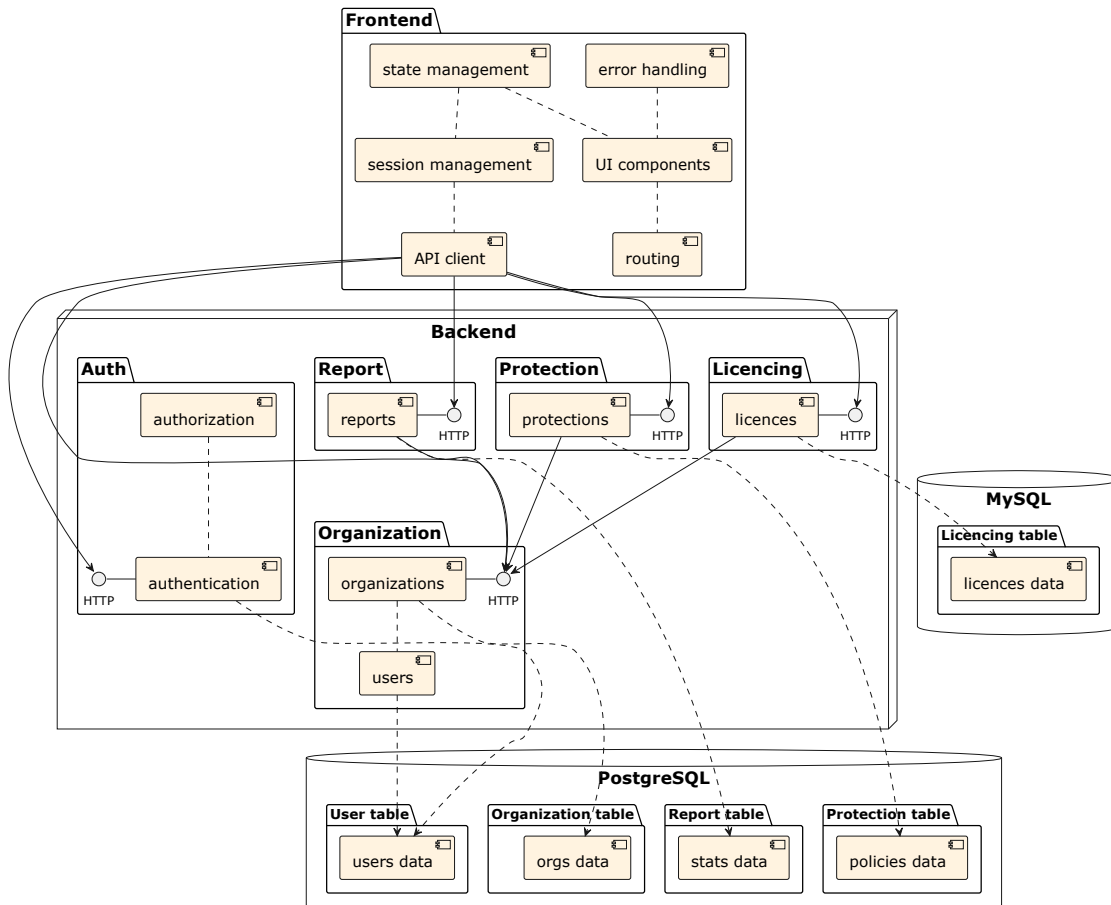 Frontend
state management
error handling
session management
UI components
API client
routing
Backend
Auth
Report
Protection
Licencing
authorization
reports
HTTP
protections
HTTP
licences
HTTP
MySQL
Organization
Licencing table
HTTP
authentication
organizations
HTTP
licences data
users
PostgreSQL
User table
Organization table
Report table
Protection table
users data
orgs data
stats data
policies data